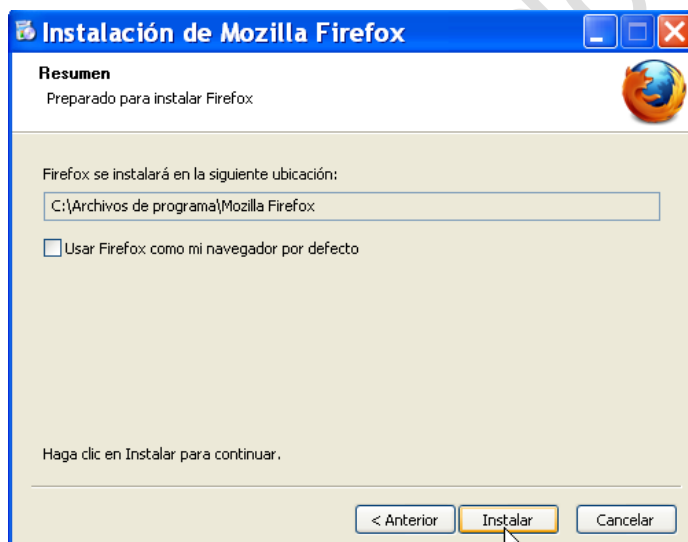 Instalación de Mozilla Firefox
Resumen
Preparado para instalar Firefox
Firefox se instalará en la siguiente ubicación:
C:\Archivos de programa\Mozilla Firefox
Usar Firefox como mi navegador por defecto
Haga clic en Instalar para continuar.
< Anterior Instalar Cancelar